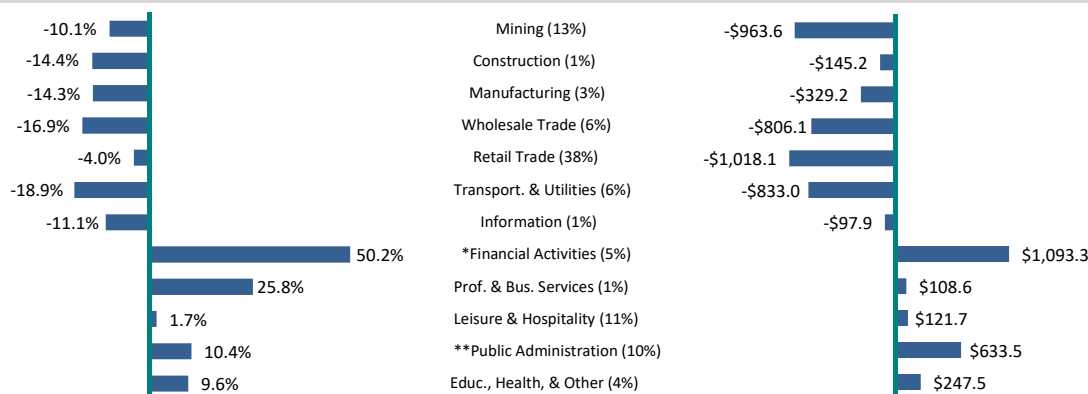 -10.1% Mining (13%) -$963.6
-14.4% Construction (1%) -$145.2
-14.3% Manufacturing (3%) -$329.2
-16.9% Wholesale Trade (6%) -$806.1
-4.0% Retail Trade (38%) -$1,018.1
-18.9% Transport. & Utilities (6%) -$833.0
-11.1% Information (1%) -$97.9
50.2% *Financial Activities (5%) $1,093.3
25.8% Prof. & Bus. Services (1%) $108.6
1.7% Leisure & Hospitality (11%) $121.7
10.4% **Public Administration (10%) $633.5
9.6% Educ., Health, & Other (4%) $247.5